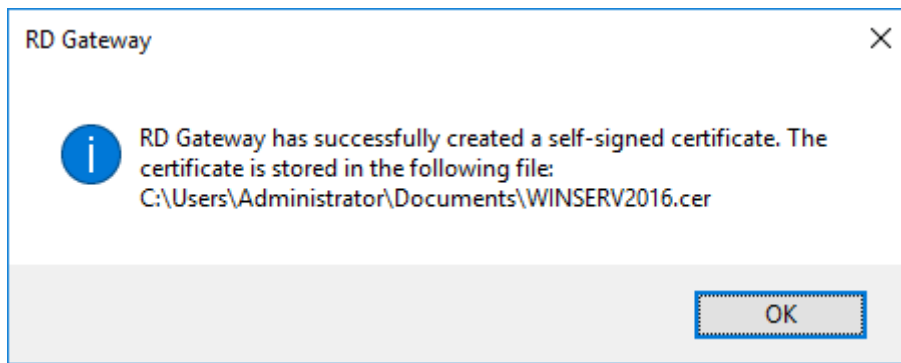 RD Gateway
RD Gateway has successfully created a self-signed certificate. The
certificate is stored in the following file:
C:\Users\Administrator\Documents\WINSERV2016.cer
OK